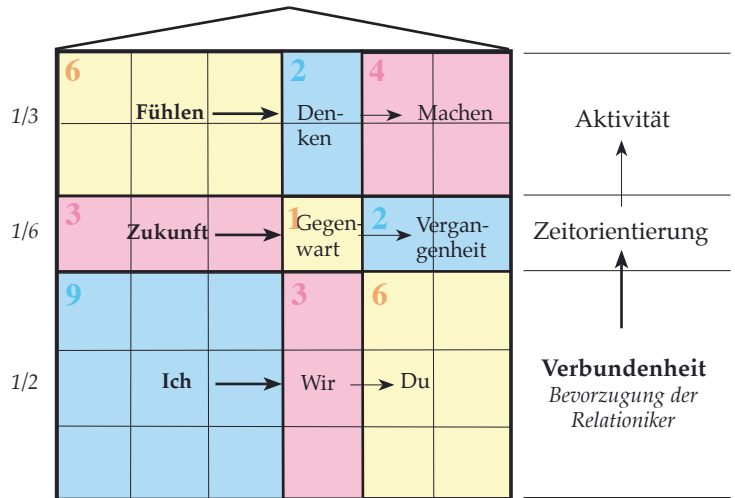 6 2 4
1/3 Fühlen Den-
ken Machen Aktivität
3 1 2
1/6 Zukunft Gegen-
wart Vergan-
genheit Zeitorientierung
9 3 6
1/2 Ich Wir Du Verbundenheit
Bevorzugung der
Relationiker